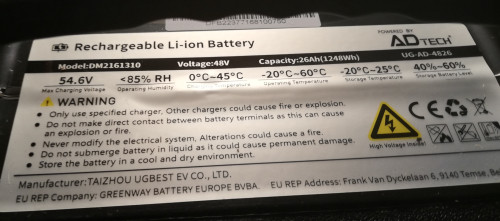 Rechargeable Li-ion Battery
POWERED BY
AD TECH
Model:DM2161310 Voltage:48V Capacity:26Ah(1248Wh) UG-AD-4826
54.6V <85% RH 0°C~45°C -20°C~60°C -20°C~25°C 40%~60%
Max Charging Voltage Operating Humidity Storage Battery Level
WARNING
Only use specified charger. Other chargers could cause fire or explosion.
Do not make direct contact between battery terminals as this can cause
an explosion or fire.
Never modify the electrical system, Alterations could cause a fire.
Do not submerge battery in liquid as it could cause permanent damage.
Store the battery in a cool and dry environment.
High Voltage Inside!
Manufacturer:TAIZHOU UGBEST EV CO., LTD.
EU REP Company: GREENWAY BATTERY EUROPE BVBA. EU REP Address: Frank Van Dyckelaan 6, 9140 Temse, Be